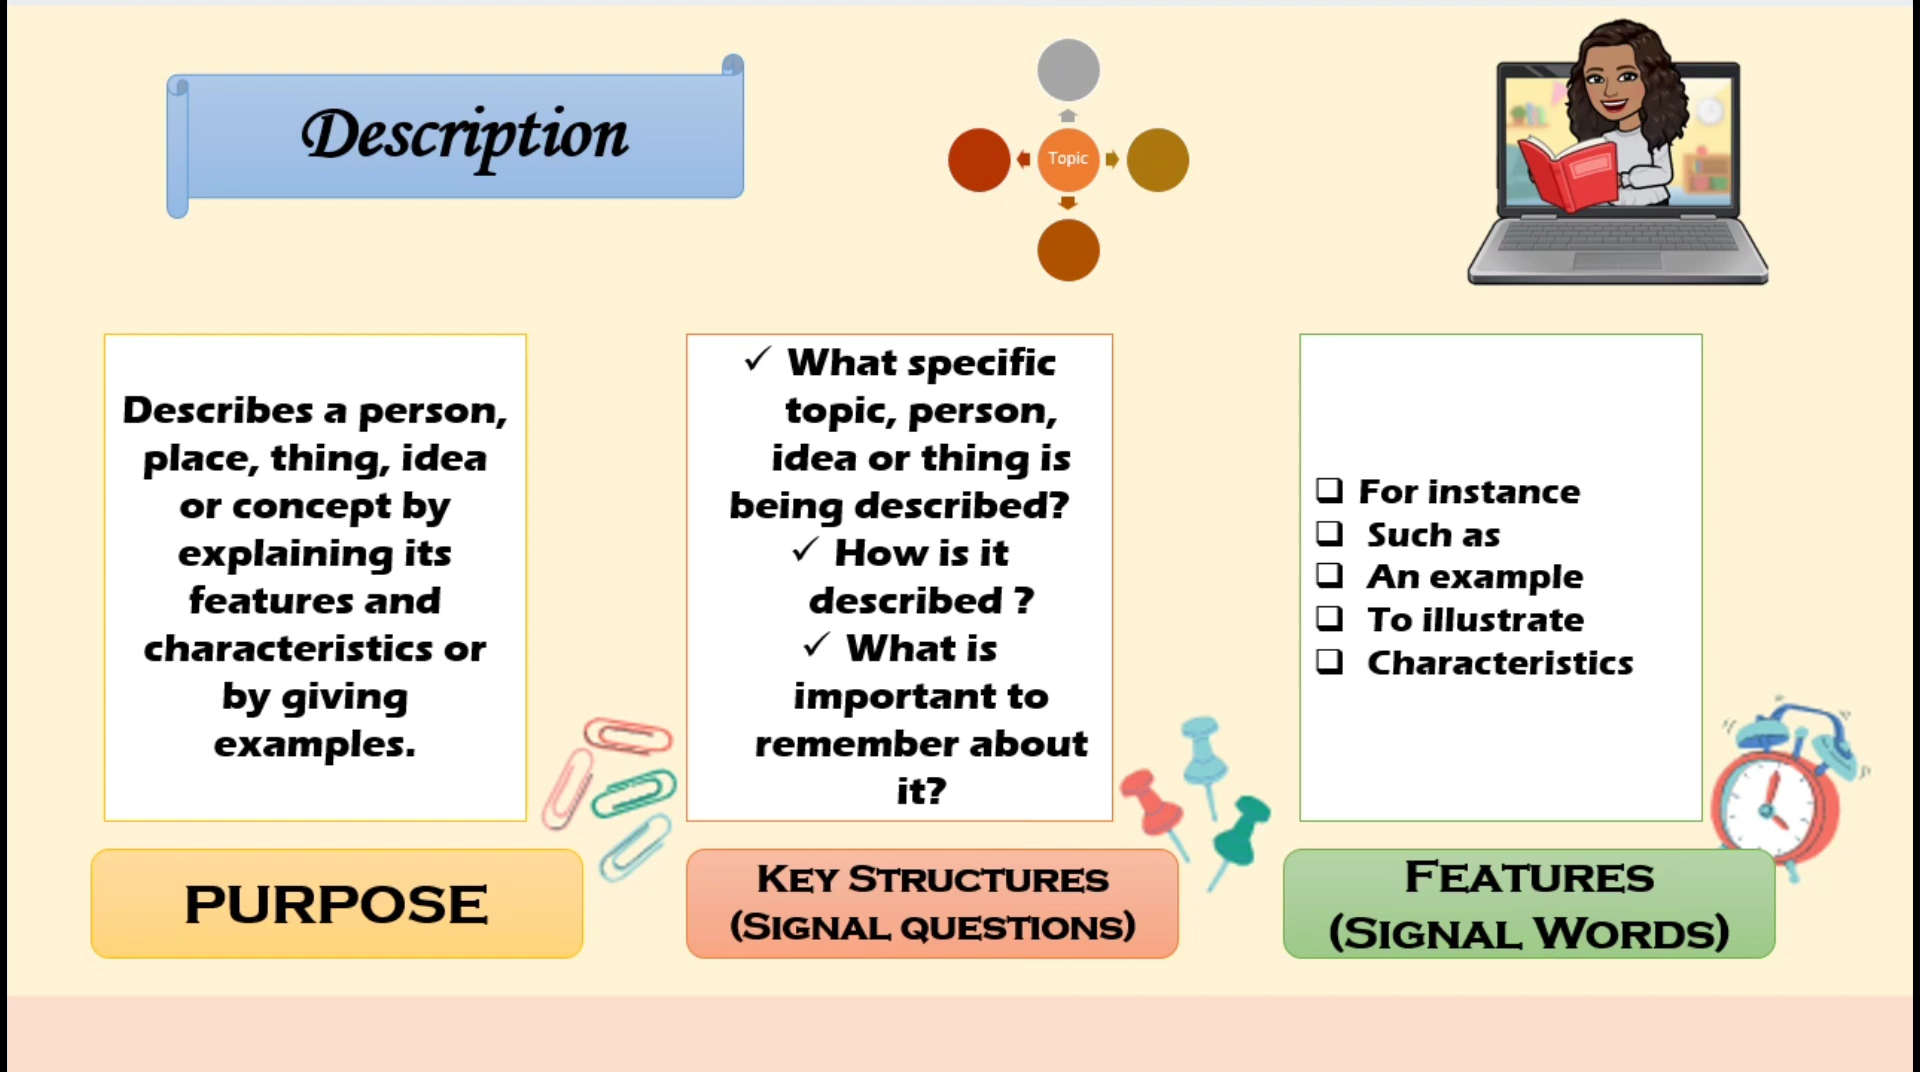 Description
Topic
Describes a person,
place, thing, idea
or concept by
explaining its
features and
characteristics or
by giving
examples.
PURPOSE
✓ What specific
topic, person,
idea or thing is
being described?
✓ How is it
described ?
✓ What is
important to
remember about
it?
KEY STRUCTURES
(SIGNAL QUESTIONS)
❑ For instance
❑ Such as
❑ An example
❑ To illustrate
❑ Characteristics
FEATURES
(SIGNAL WORDS)